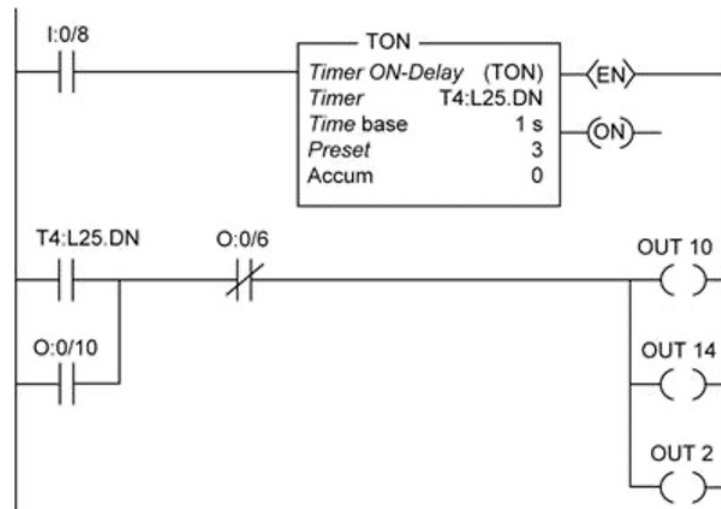 I:0/8
TON
Timer ON-Delay (TON)
EN
Timer T4:L25.DN
Time base 1 s
ON
Preset 3
Accum 0
T4:L25.DN O:0/6 OUT 10
O:0/10 OUT 14
OUT 2